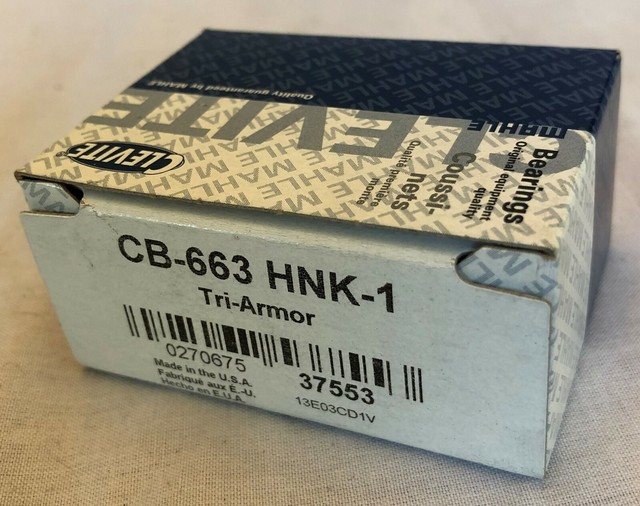 Quality guaranteed by MAHLE
CLEVITE
MAHLE
CLEVITE
Bearings
Original equipment quality
Coussi-
nets
Qualité première
monte
CB-663 HNK-1
Tri-Armor
0270675
37553
Made in the U.S.A.
Fabriqué aux É.-U.
Hecho en E.U.A.
13E03CD1V